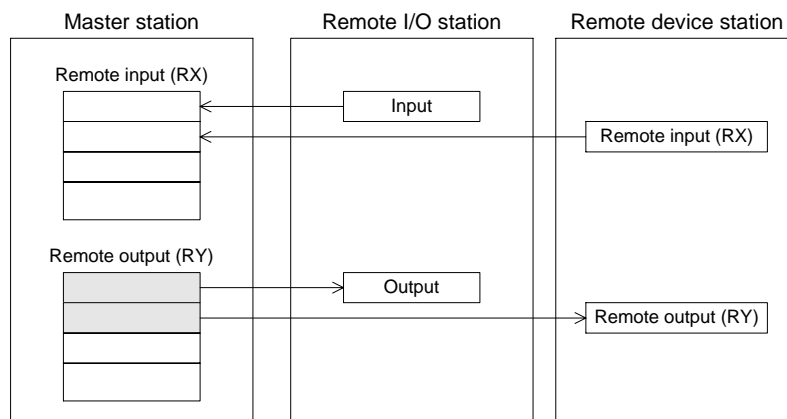 Master station
Remote I/O station
Remote device station
Remote input (RX)
Input
Remote input (RX)
Remote output (RY)
Output
Remote output (RY)